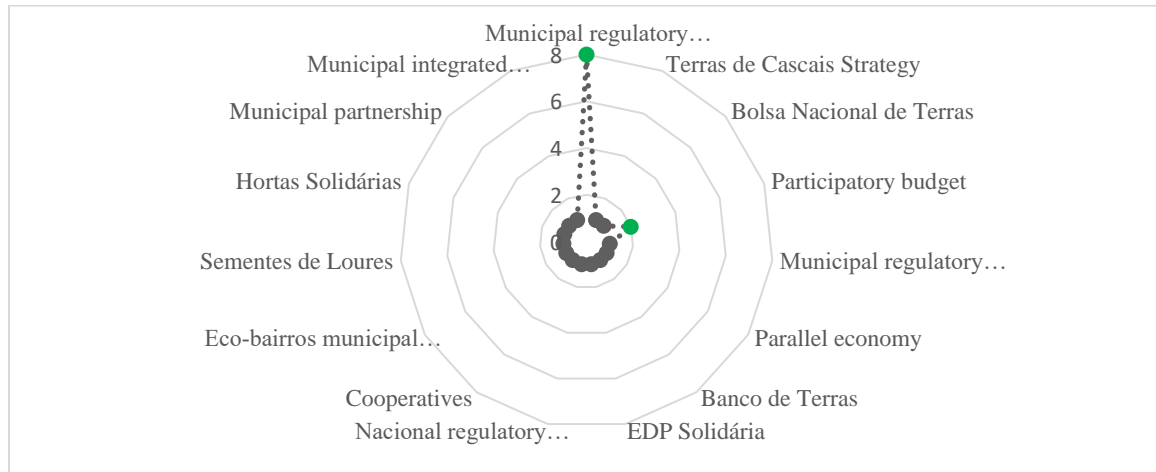 Municipal regulatory…
Terras de Cascais Strategy
Bolsa Nacional de Terras
Participatory budget
Municipal regulatory…
Parallel economy
Banco de Terras
EDP Solidária
Nacional regulatory…
Cooperatives
Eco-bairros municipal…
Sementes de Loures
Hortas Solidárias
Municipal partnership
Municipal integrated…
8
6
4
2
0